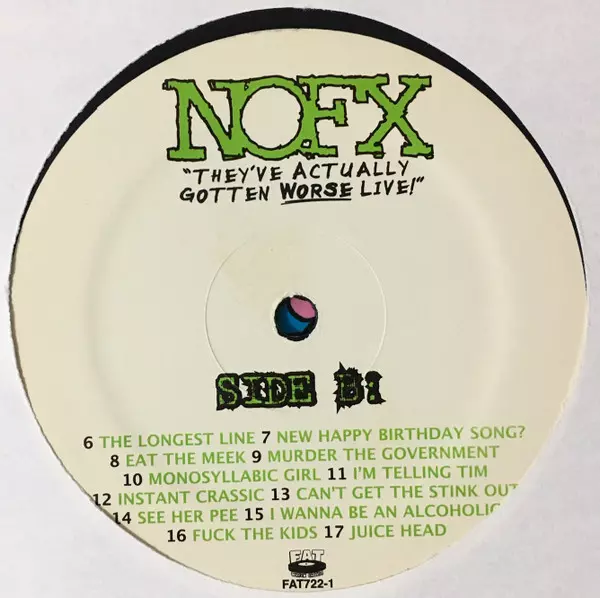 NOFX
"THEY'VE ACTUALLY
GOTTEN WORSE LIVE!"
SIDE B:
6 THE LONGEST LINE 7 NEW HAPPY BIRTHDAY SONG?
8 EAT THE MEEK 9 MURDER THE GOVERNMENT
10 MONOSYLLABIC GIRL 11 I'M TELLING TIM
12 INSTANT CRASSIC 13 CAN'T GET THE STINK OUT
14 SEE HER PEE 15 I WANNA BE AN ALCOHOLIC
16 FUCK THE KIDS 17 JUICE HEAD
FAT
FAT722-1